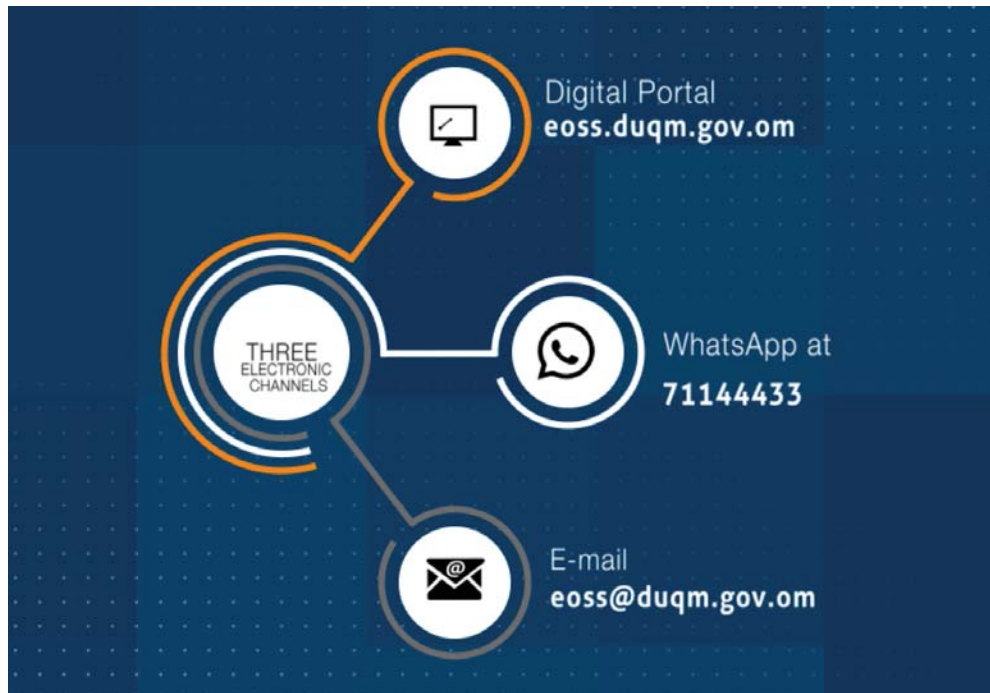 Digital Portal
eoss.duqm.gov.om
THREE
ELECTRONIC
CHANNELS
WhatsApp at
71144433
@
E-mail
eoss@duqm.gov.om